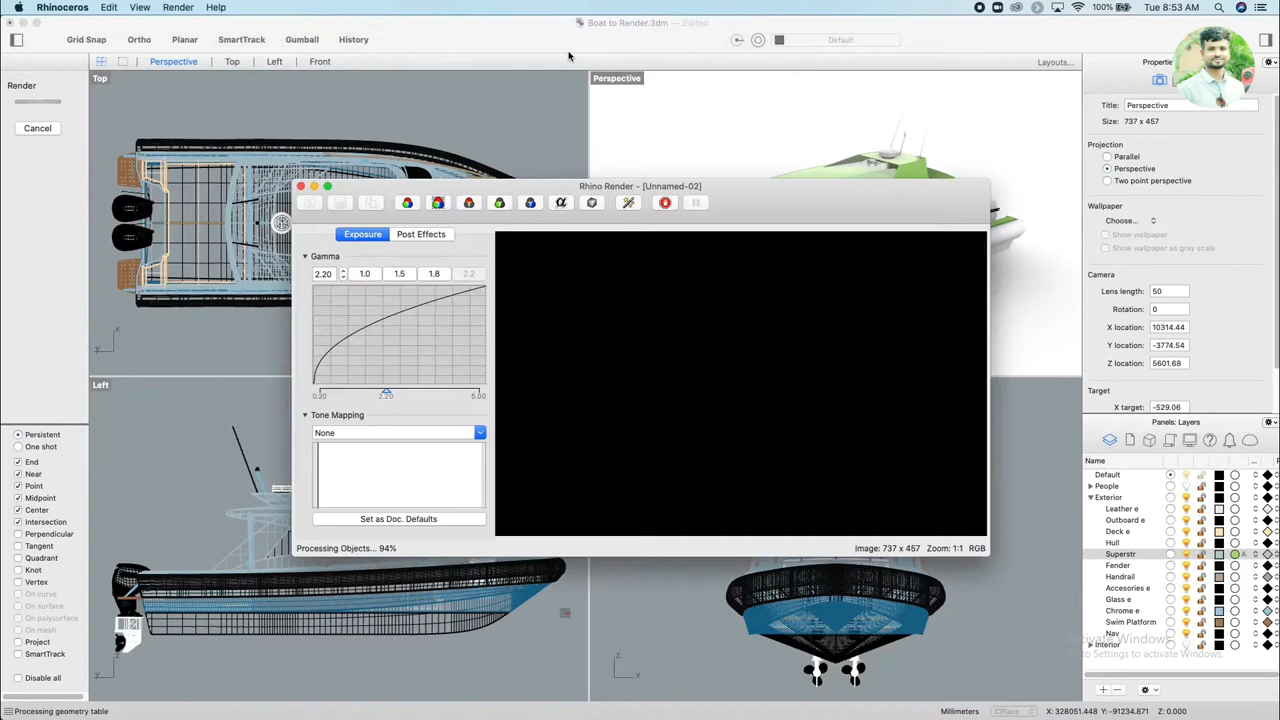 Rhinoceros Edit View Render Help
100% Tue 8:53 AM
Boat to Render.3dm — Edited
Grid Snap Ortho Planar SmartTrack Gumball History
Default
Perspective Top Left Front
Layouts...
Render
Cancel
Top
Perspective
Left
x
y
z
y
z
x
Persistent
One shot
End
Near
Point
Midpoint
Center
Intersection
Perpendicular
Tangent
Quadrant
Knot
Vertex
On curve
On surface
On polysurface
On mesh
Project
SmartTrack
Disable all
Rhino Render - [Unnamed-02]
Exposure Post Effects
Gamma
2.20 1.0 1.5 1.8 2.2
0.20 2.20 5.00
Tone Mapping
None
Set as Doc. Defaults
Processing Objects... 94%
Image: 737 x 457 Zoom: 1:1 RGB
Title: Perspective
Size: 737 x 457
Projection
Parallel
Perspective
Two point perspective
Wallpaper
Choose...
Show wallpaper
Show wallpaper as gray scale
Camera
Lens length: 50
Rotation: 0
X location: 10314.44
Y location: -3774.54
Z location: 5601.68
Target
X target: -529.06
Panels: Layers
Name
...
Default
People
Exterior
Leather e
Outboard e
Deck e
Hull
Superstr
A
Fender
Handrail
Accesories e
Glass e
Chrome e
Swim Platform
Nav
Interior
Activate Windows
Go to Settings to activate Windows.
Processing geometry table
Millimeters CPlane X: 328051.448 Y: -91234.871 Z: 0.000